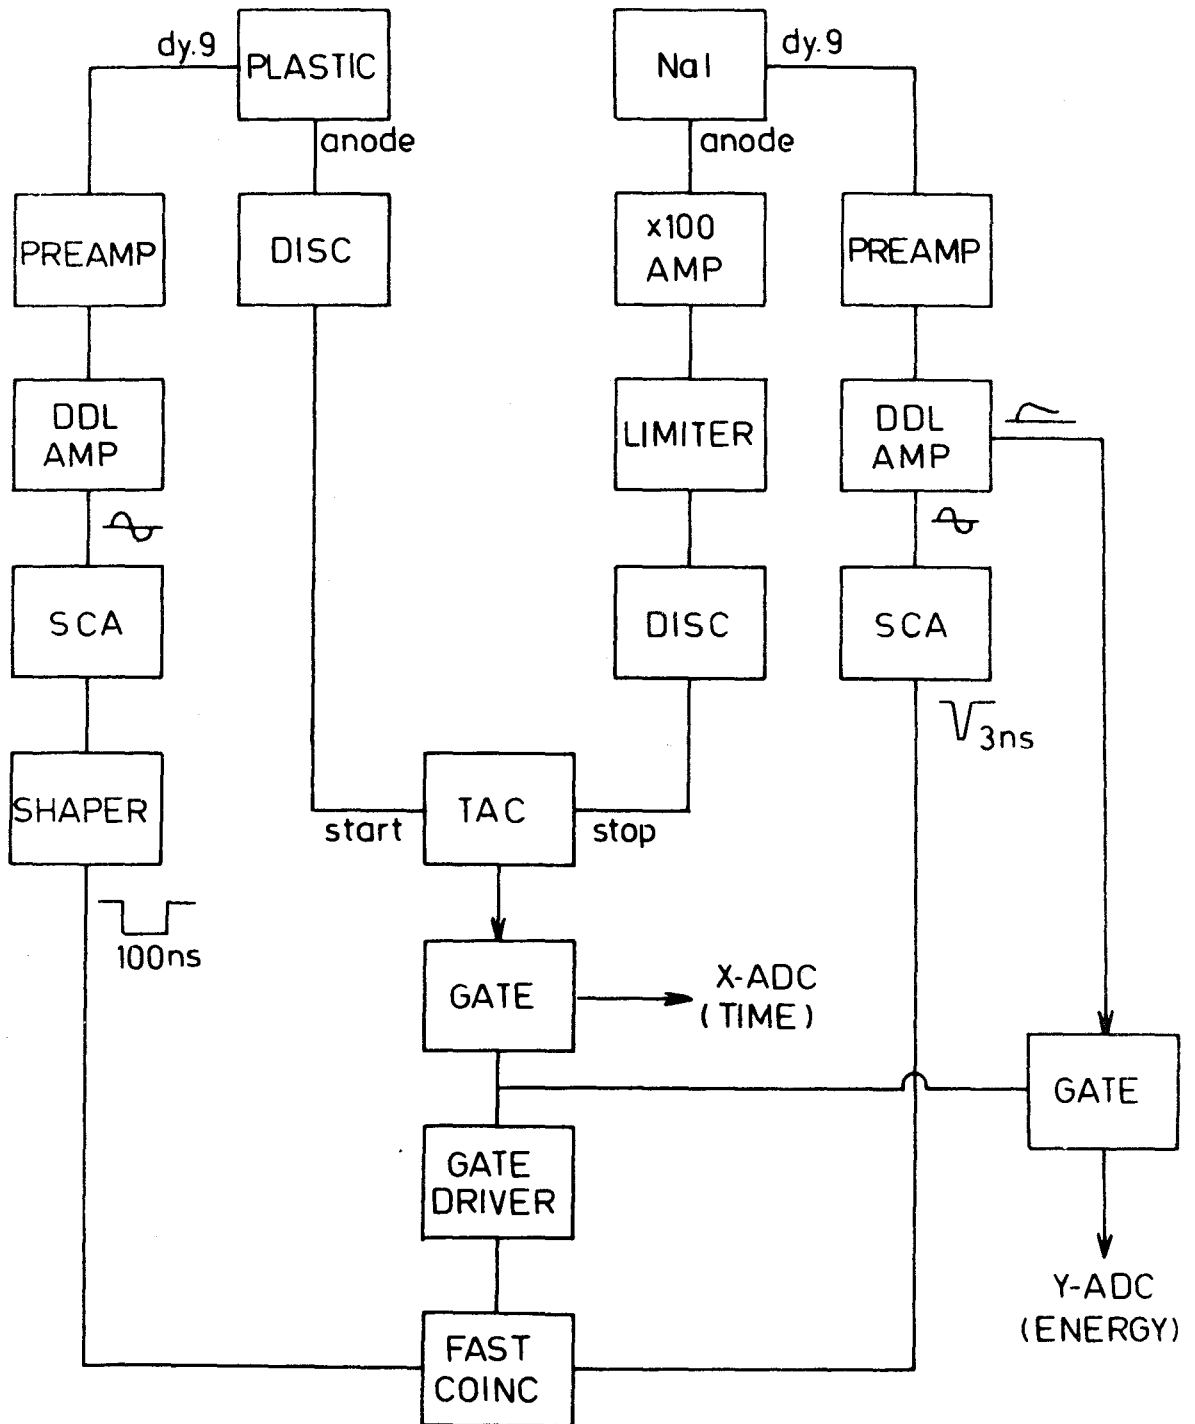 dy.9
PLASTIC
NaI
dy.9
anode
anode
PREAMP
DISC
x100
AMP
PREAMP
DDL
AMP
LIMITER
DDL
AMP
SCA
DISC
SCA
3ns
SHAPER
TAC
start
stop
100ns
GATE
X-ADC
(TIME)
GATE
GATE
DRIVER
Y-ADC
(ENERGY)
FAST
COINC